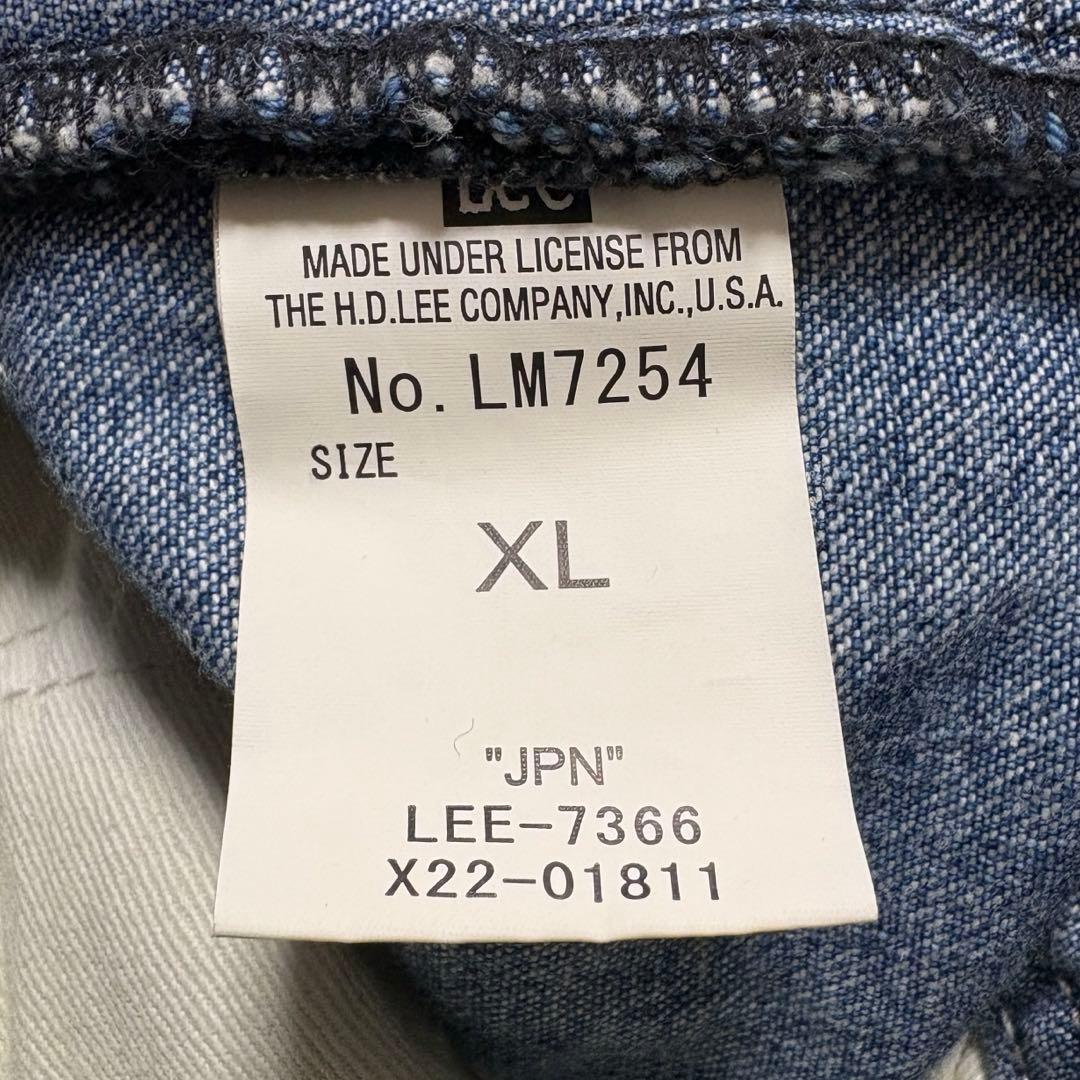 Lee
MADE UNDER LICENSE FROM
THE H.D.LEE COMPANY,INC.,U.S.A.
No. LM7254
SIZE
XL
"JPN"
LEE-7366
X22-01811